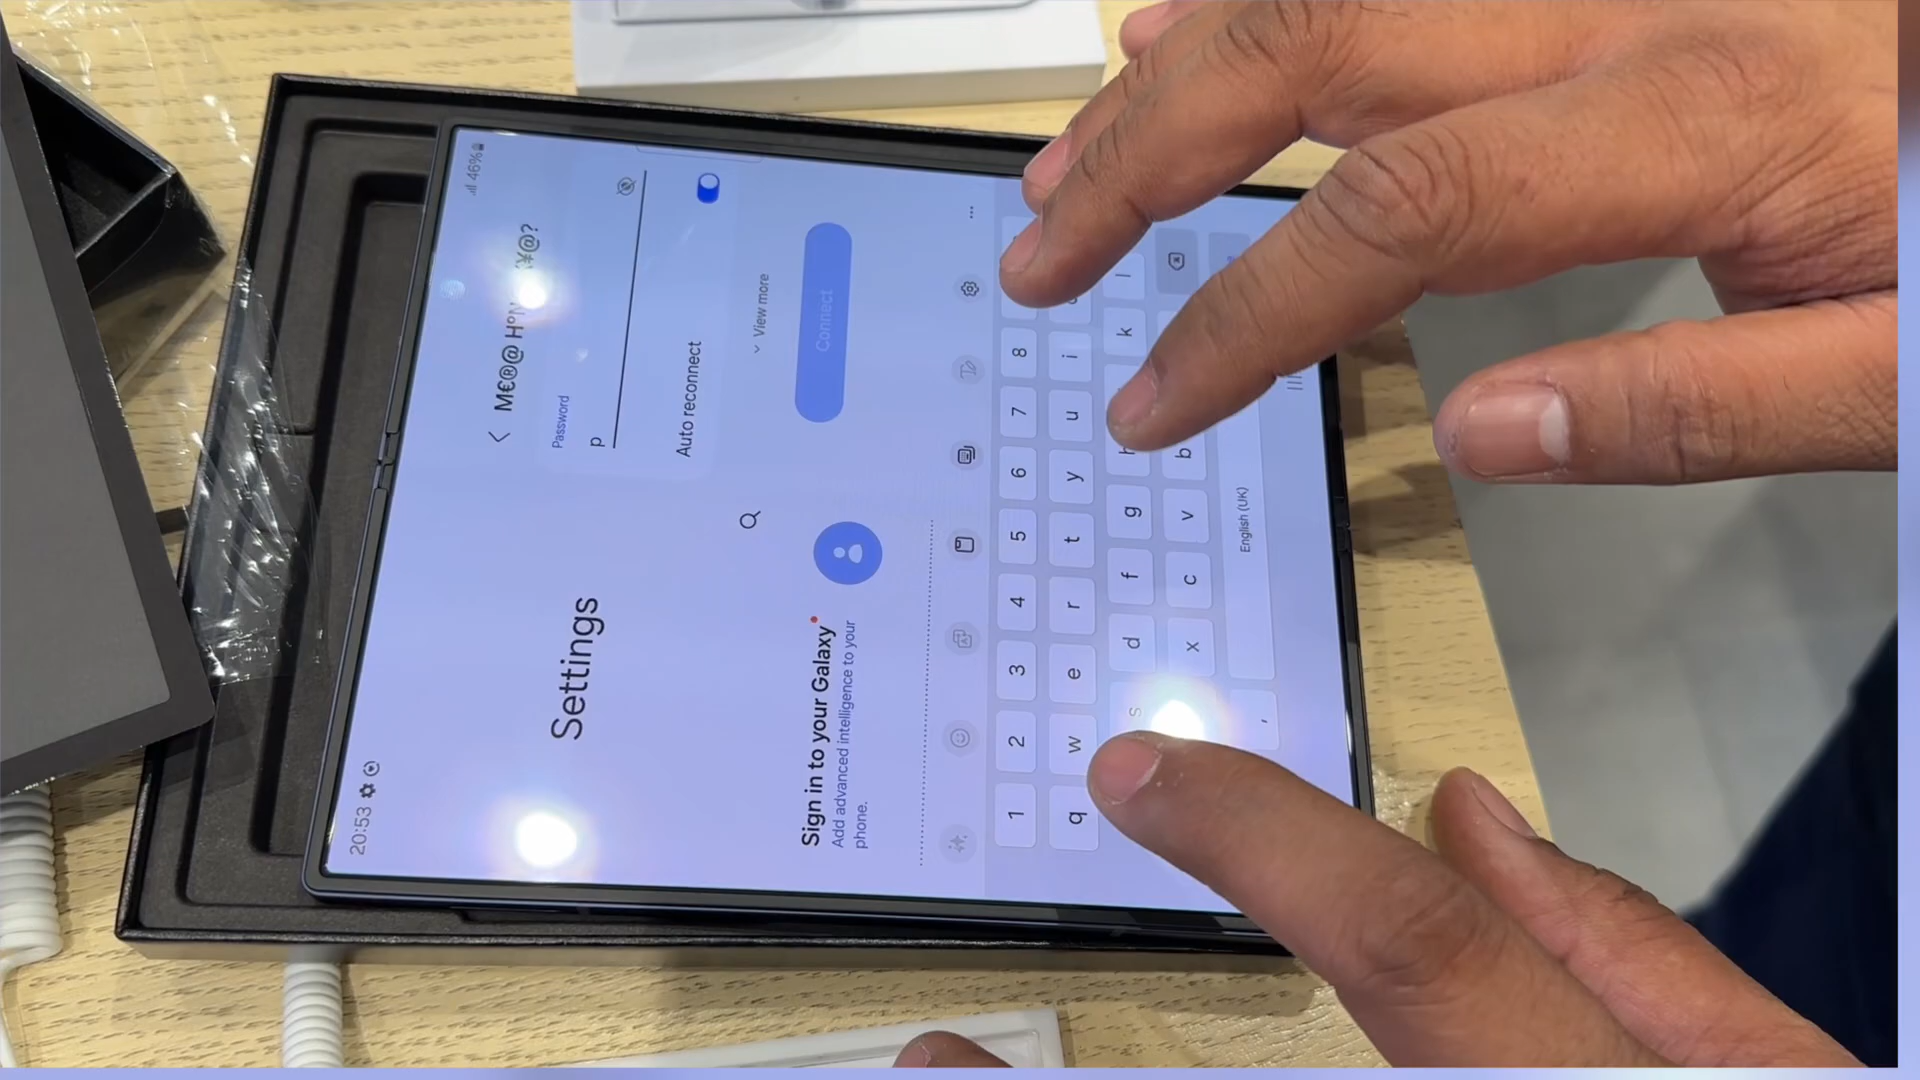 20:53
46%
Settings
Sign in to your Galaxy
Add advanced intelligence to your
phone.
Password
p
Auto reconnect
View more
Connect
1 2 3 4 5 6 7 8
q w e r t y u i
s d f g h k l
x c v b
, English (UK)